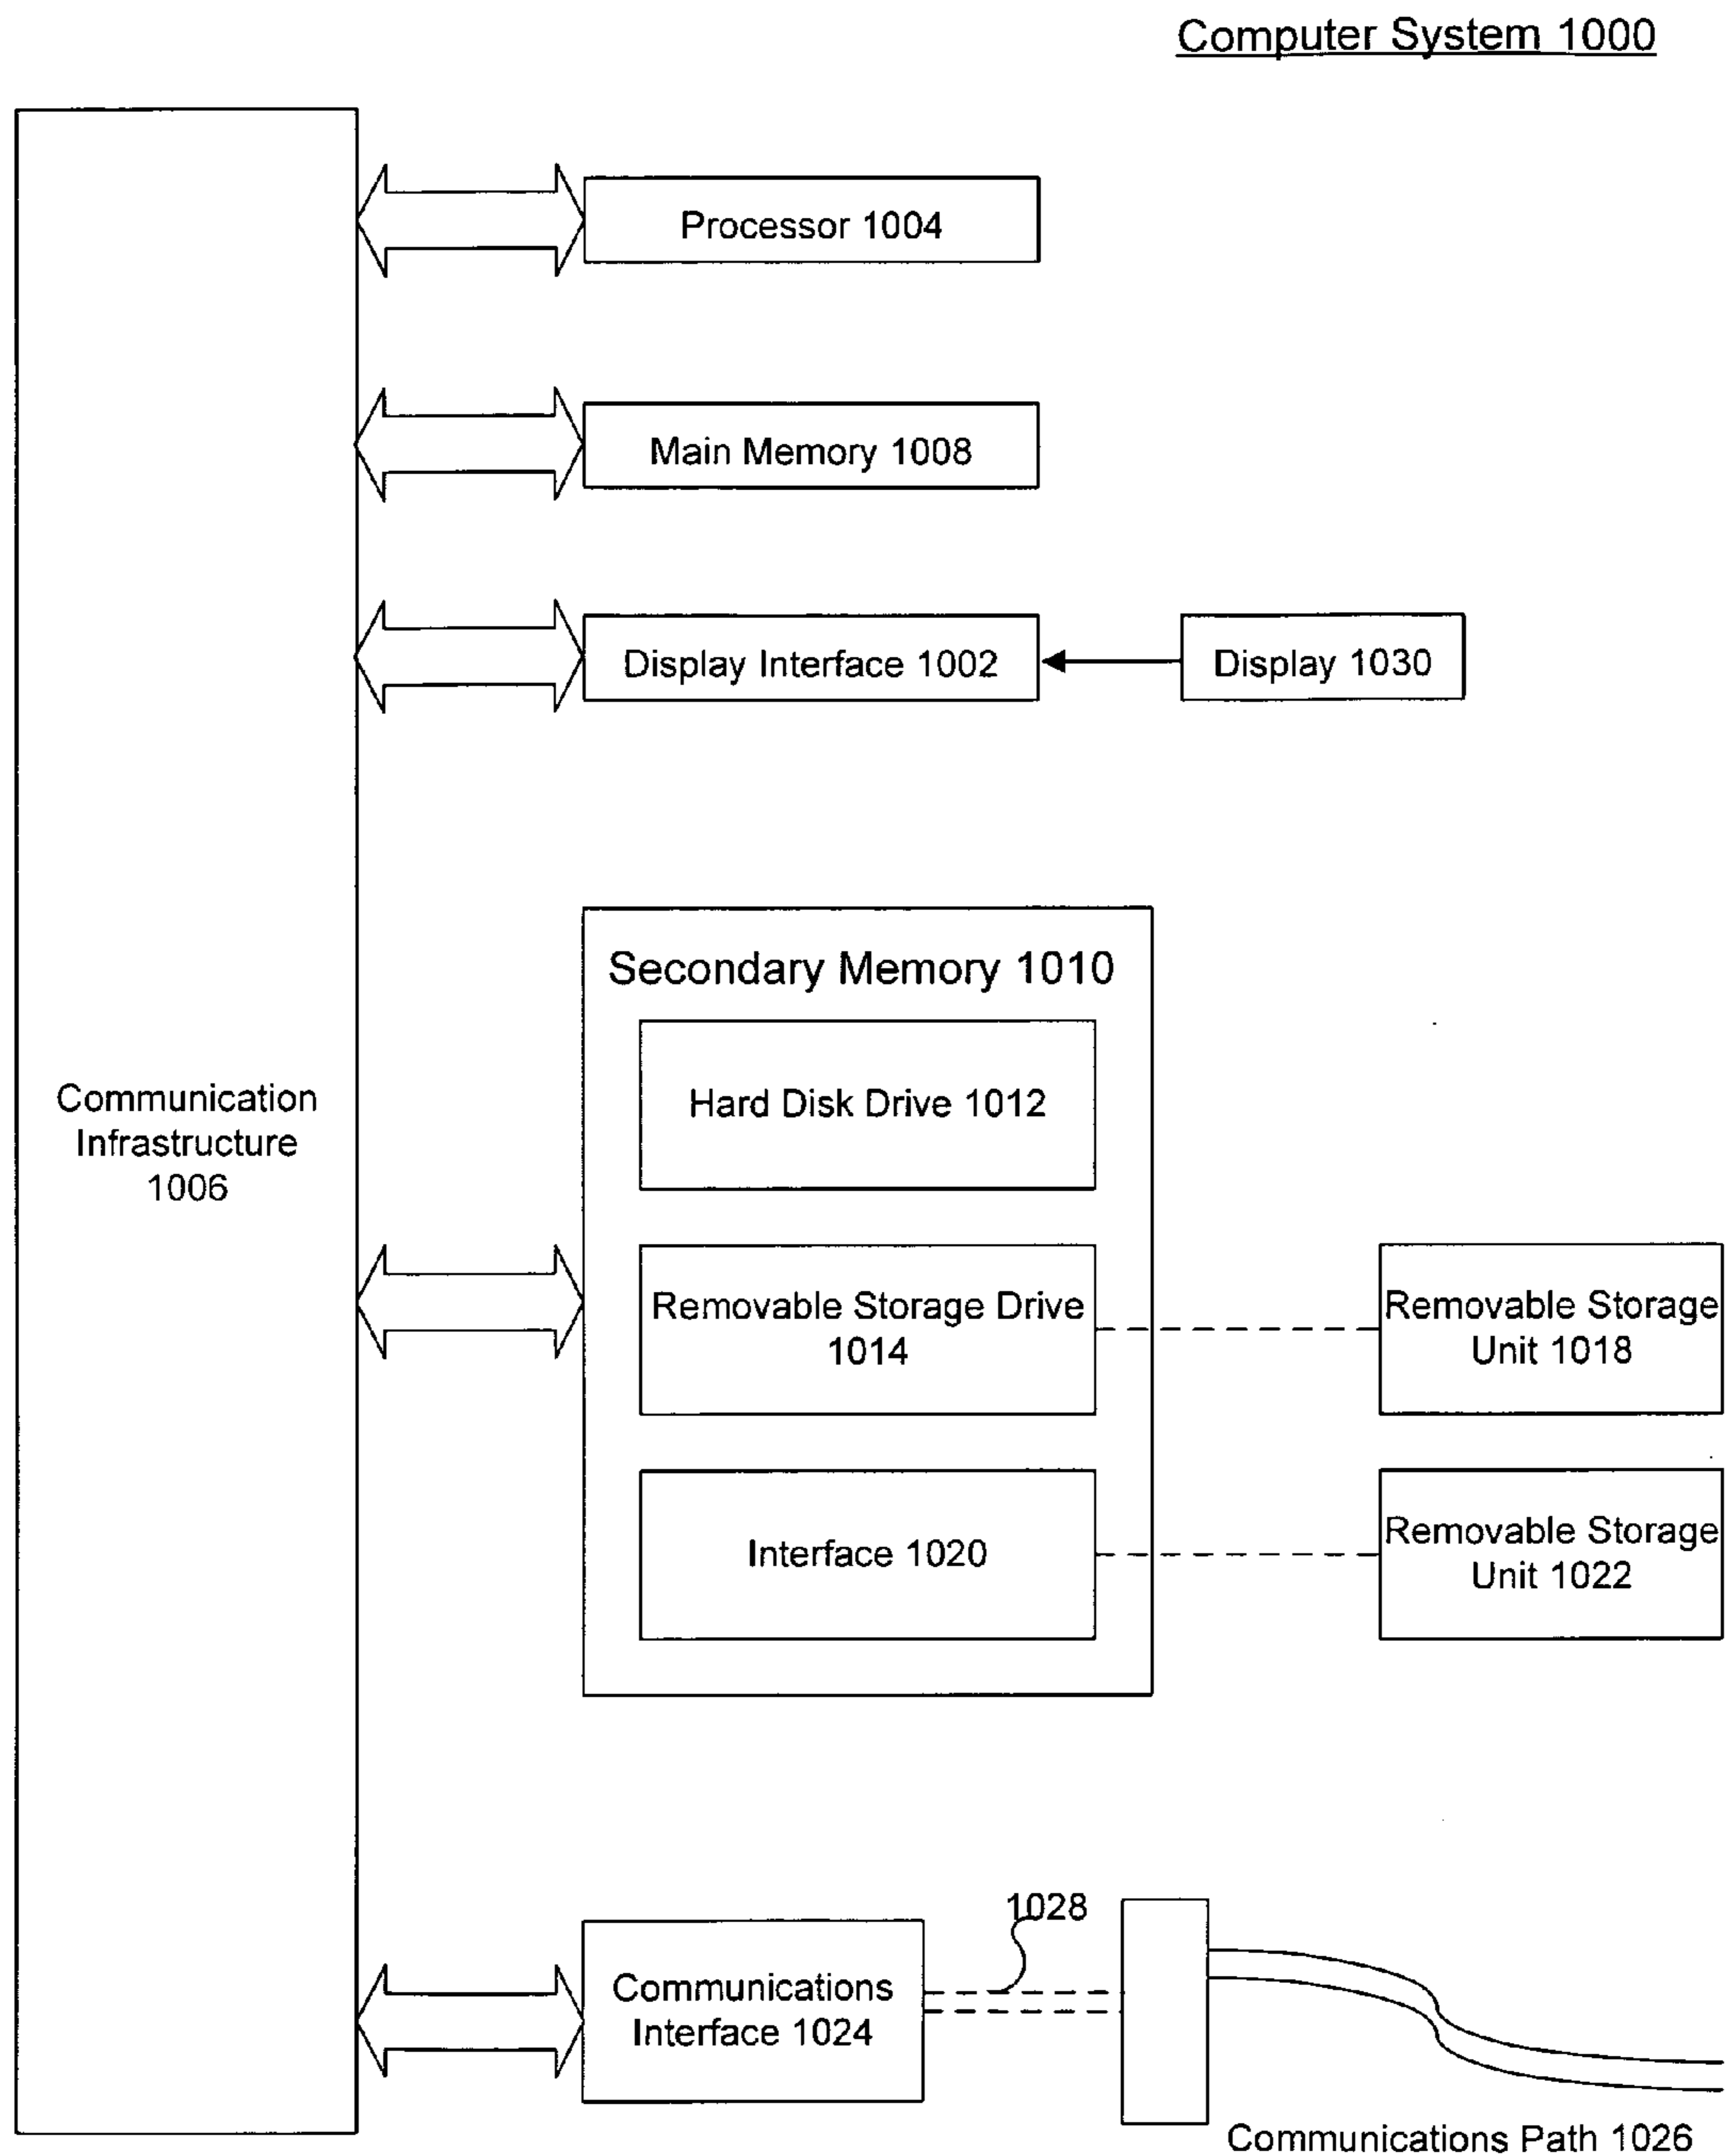 Computer System 1000
Processor 1004
Main Memory 1008
Display Interface 1002
Display 1030
Secondary Memory 1010
Hard Disk Drive 1012
Communication
Infrastructure
1006
Removable Storage Drive
1014
Removable Storage
Unit 1018
Interface 1020
Removable Storage
Unit 1022
1028
Communications
Interface 1024
Communications Path 1026